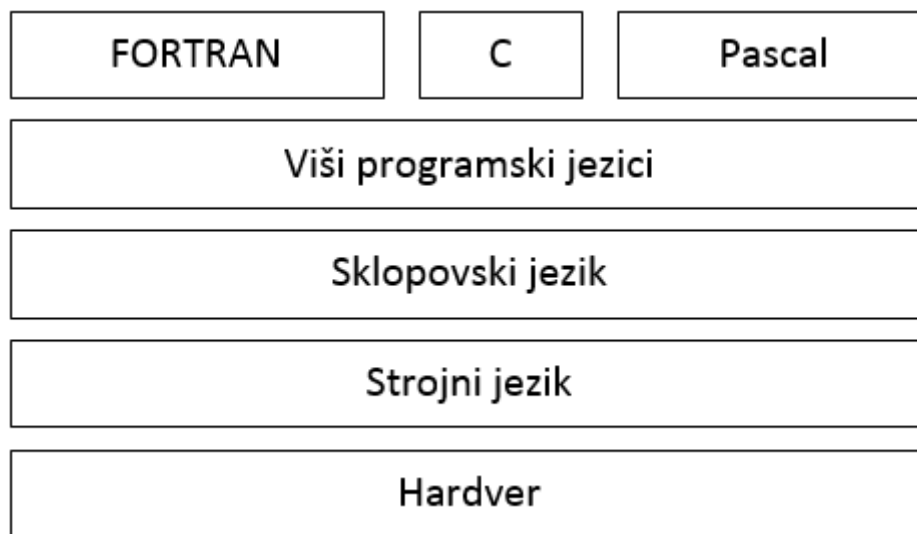 FORTRAN C Pascal
Viši programski jezici
Sklopovski jezik
Strojni jezik
Hardver